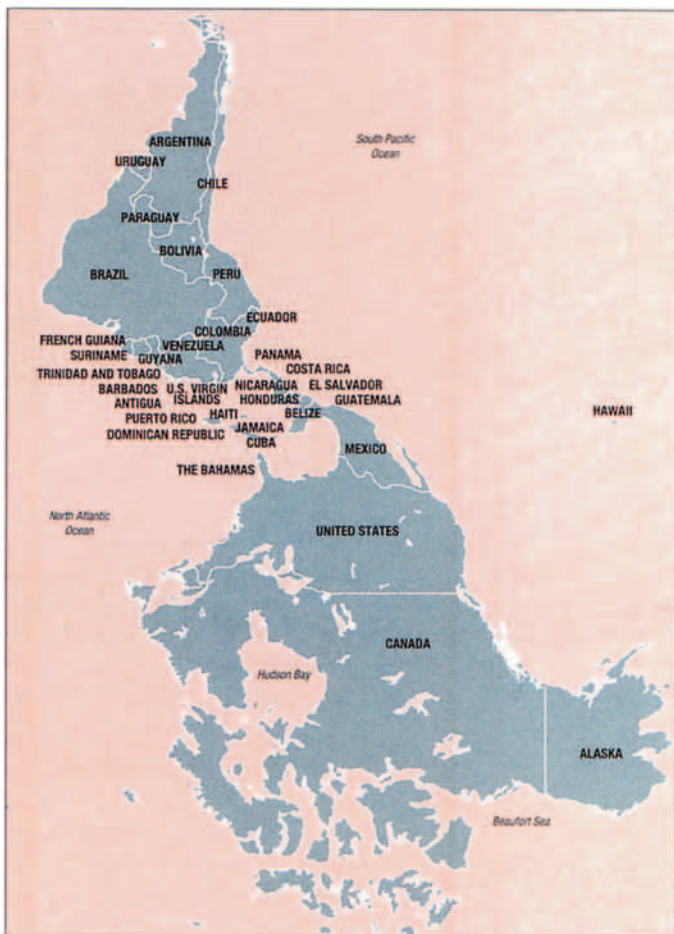 South Pacific
Ocean
ARGENTINA
URUGUAY
CHILE
PARAGUAY
BOLIVIA
BRAZIL
PERU
ECUADOR
COLOMBIA
FRENCH GUIANA
VENEZUELA
SURINAME
GUYANA
PANAMA
COSTA RICA
TRINIDAD AND TOBAGO
BARBADOS
U.S. VIRGIN
ISLANDS
NICARAGUA
EL SALVADOR
ANTIGUA
HONDURAS
GUATEMALA
PUERTO RICO
HAITI
BELIZE
HAWAII
DOMINICAN REPUBLIC
JAMAICA
CUBA
MEXICO
THE BAHAMAS
North Atlantic
Ocean
UNITED STATES
CANADA
Hudson Bay
ALASKA
Beaufort Sea